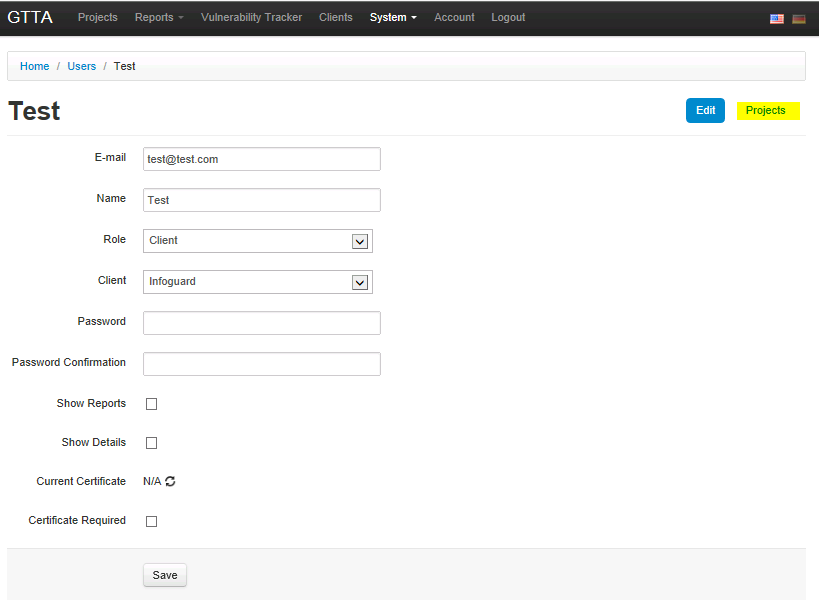 GTTA Projects Reports Vulnerability Tracker Clients System Account Logout
Home / Users / Test
Test Edit Projects
E-mail test@test.com
Name Test
Role Client
Client Infoguard
Password
Password Confirmation
Show Reports
Show Details
Current Certificate N/A
Certificate Required
Save